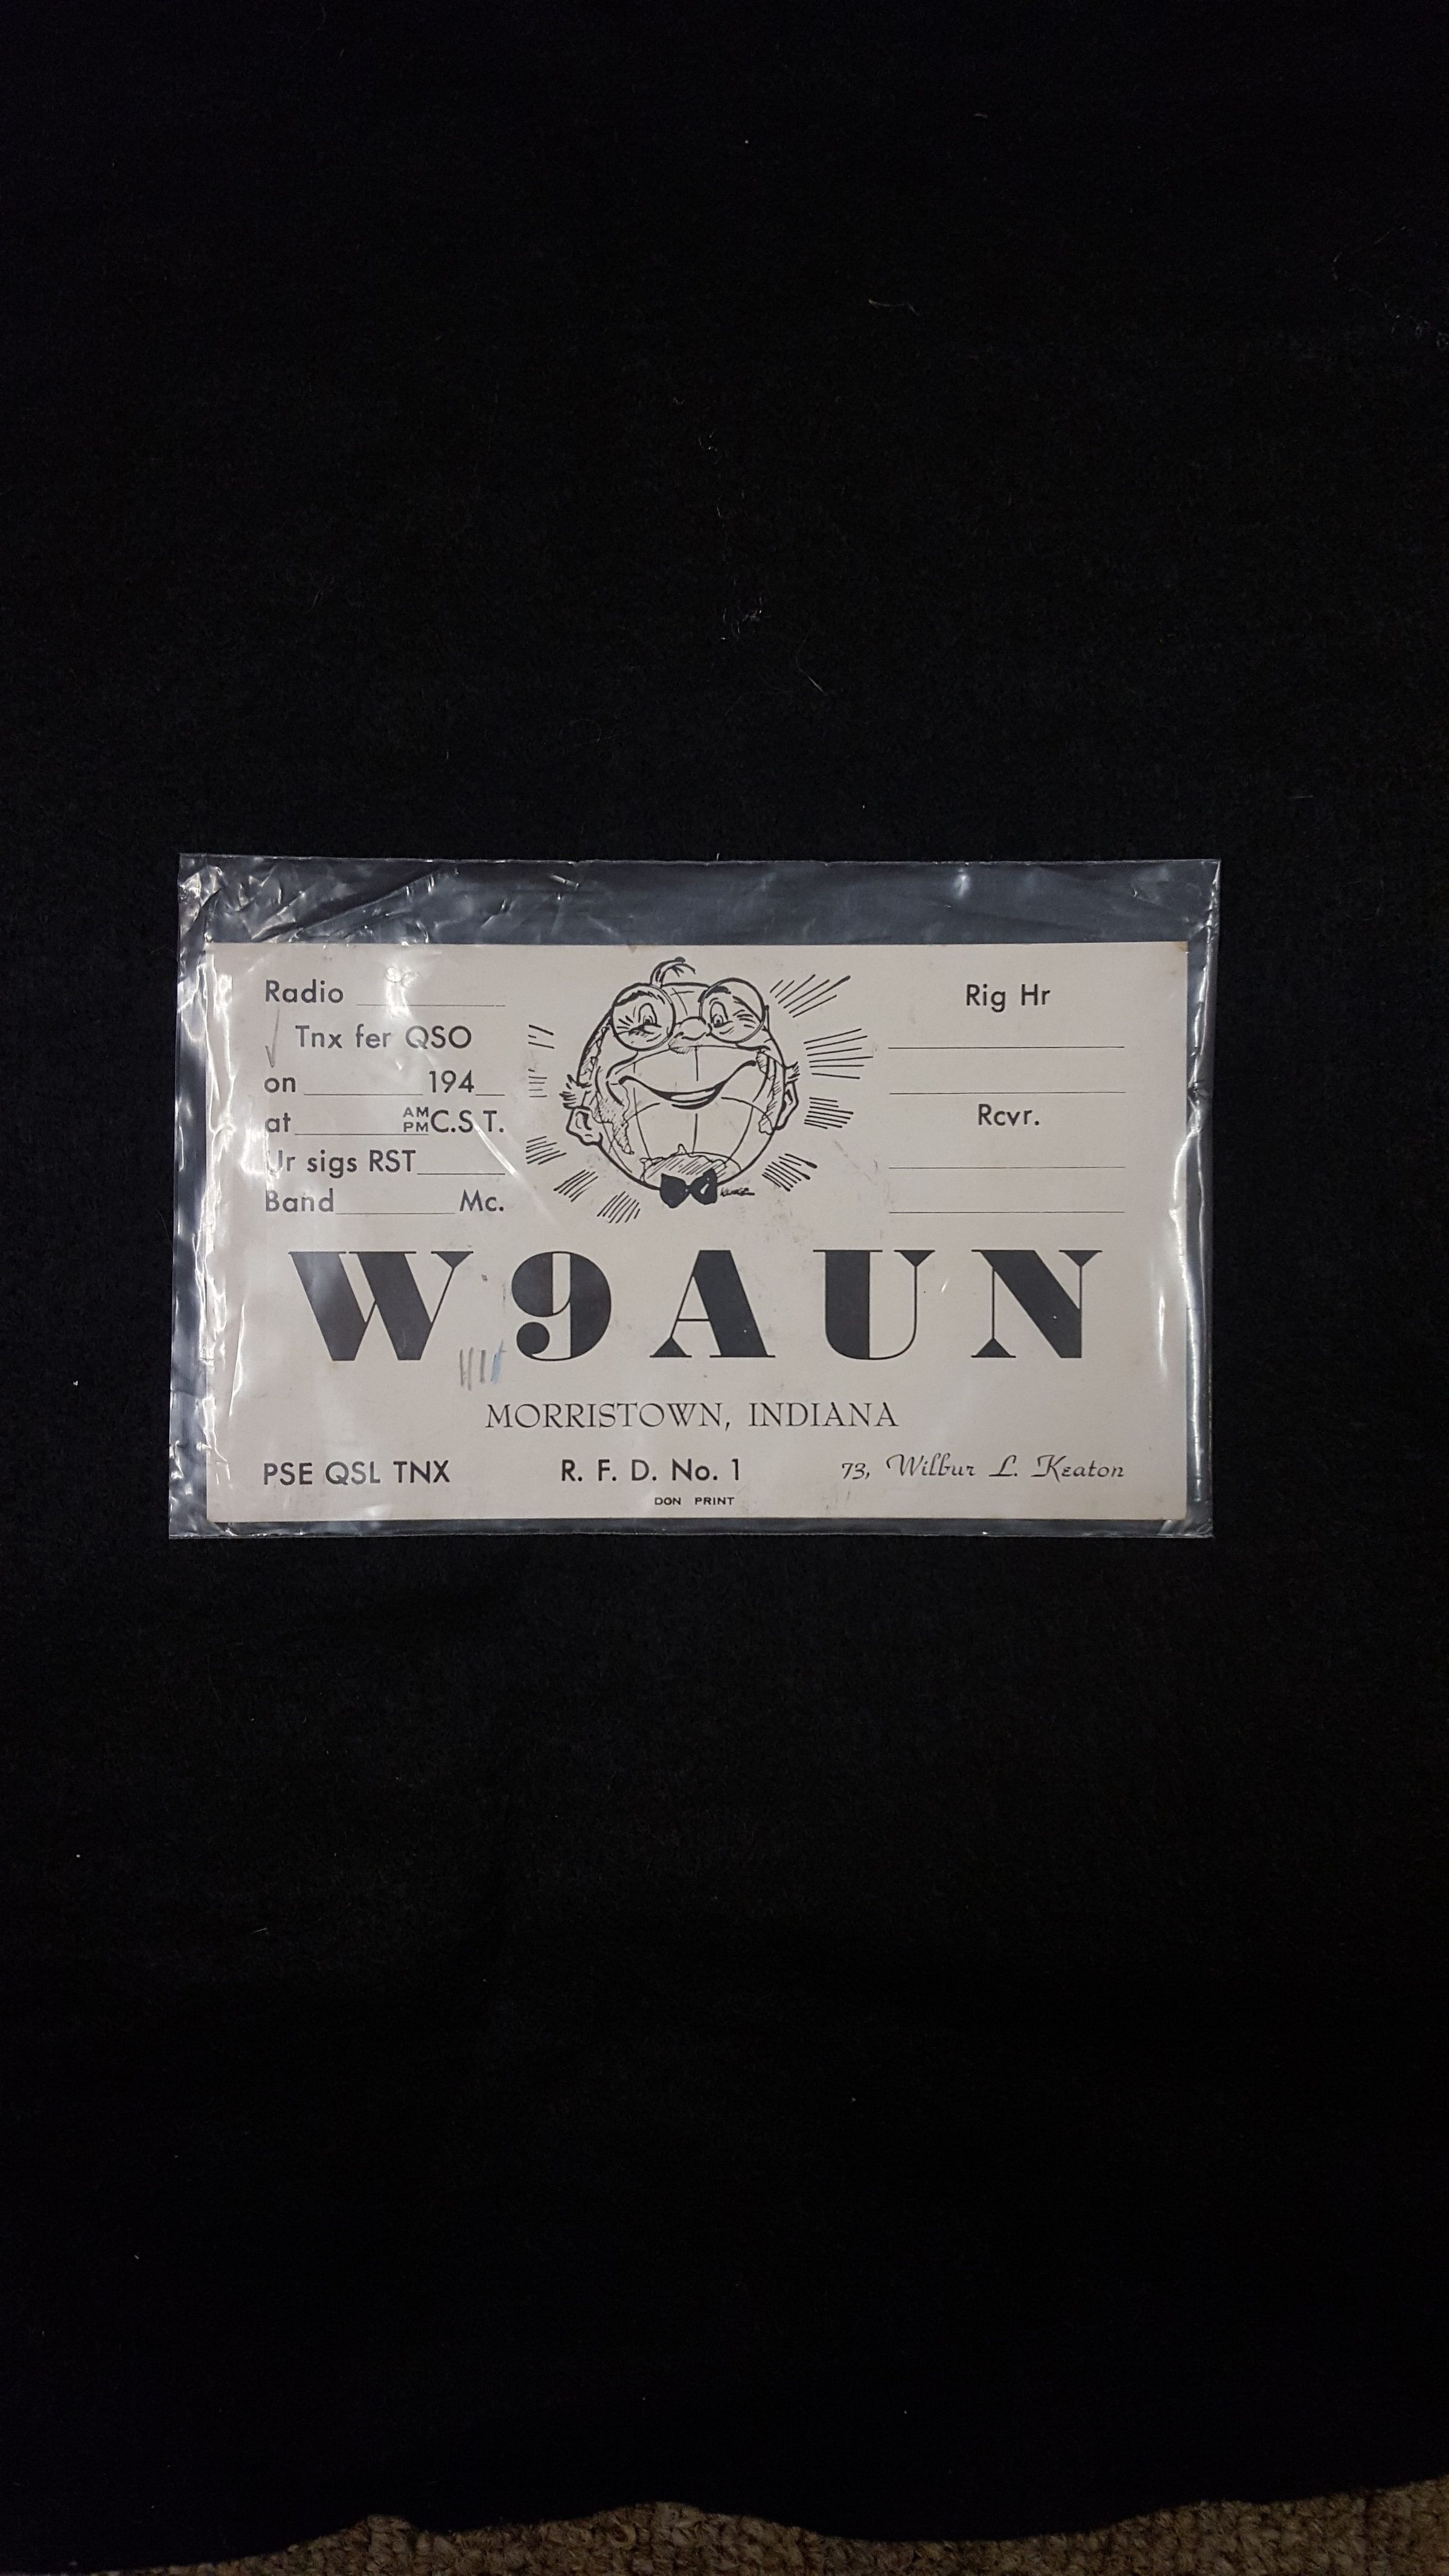 Radio
Tnx fer QSO
on 194
at AM PM C.S.T.
Ur sigs RST
Band Mc.
Rig Hr
Rcvr.
W9AUN
MORRISTOWN, INDIANA
PSE QSL TNX
R. F. D. No. 1
73, Wilbur L. Keaton
DON PRINT